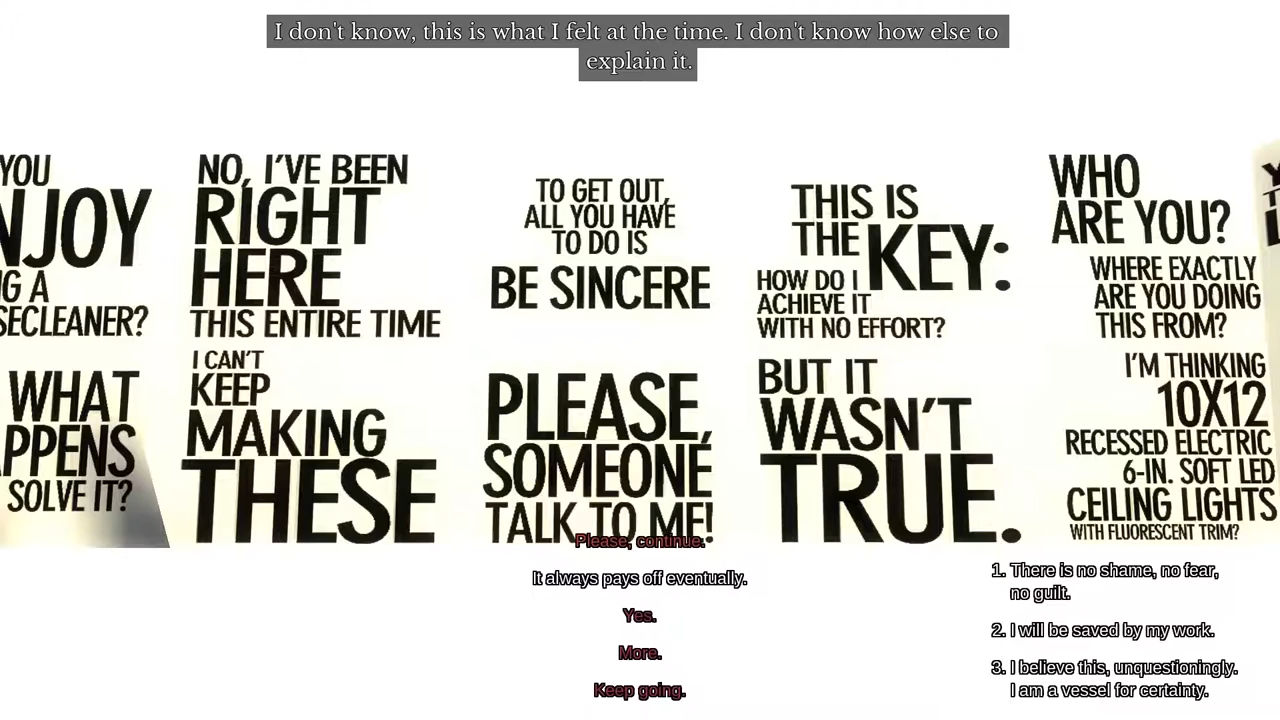 I don't know, this is what I felt at the time. I don't know how else to
explain it.
YOU
NJOY
G A
SECLEANER?
WHAT
PPENS
SOLVE IT?
NO, I'VE BEEN
RIGHT
HERE
THIS ENTIRE TIME
I CAN'T
KEEP
MAKING
THESE
TO GET OUT,
ALL YOU HAVE
TO DO IS
BE SINCERE
PLEASE,
SOMEONE
TALK TO ME!
THIS IS
THE KEY:
HOW DO I
ACHIEVE IT
WITH NO EFFORT?
BUT IT
WASN'T
TRUE.
WHO
ARE YOU?
WHERE EXACTLY
ARE YOU DOING
THIS FROM?
I'M THINKING
10X12
RECESSED ELECTRIC
6-IN. SOFT LED
CEILING LIGHTS
WITH FLUORESCENT TRIM?
Please, continue.
It always pays off eventually.
Yes.
More.
Keep going.
1. There is no shame, no fear,
no guilt.
2. I will be saved by my work.
3. I believe this, unquestioningly.
I am a vessel for certainty.